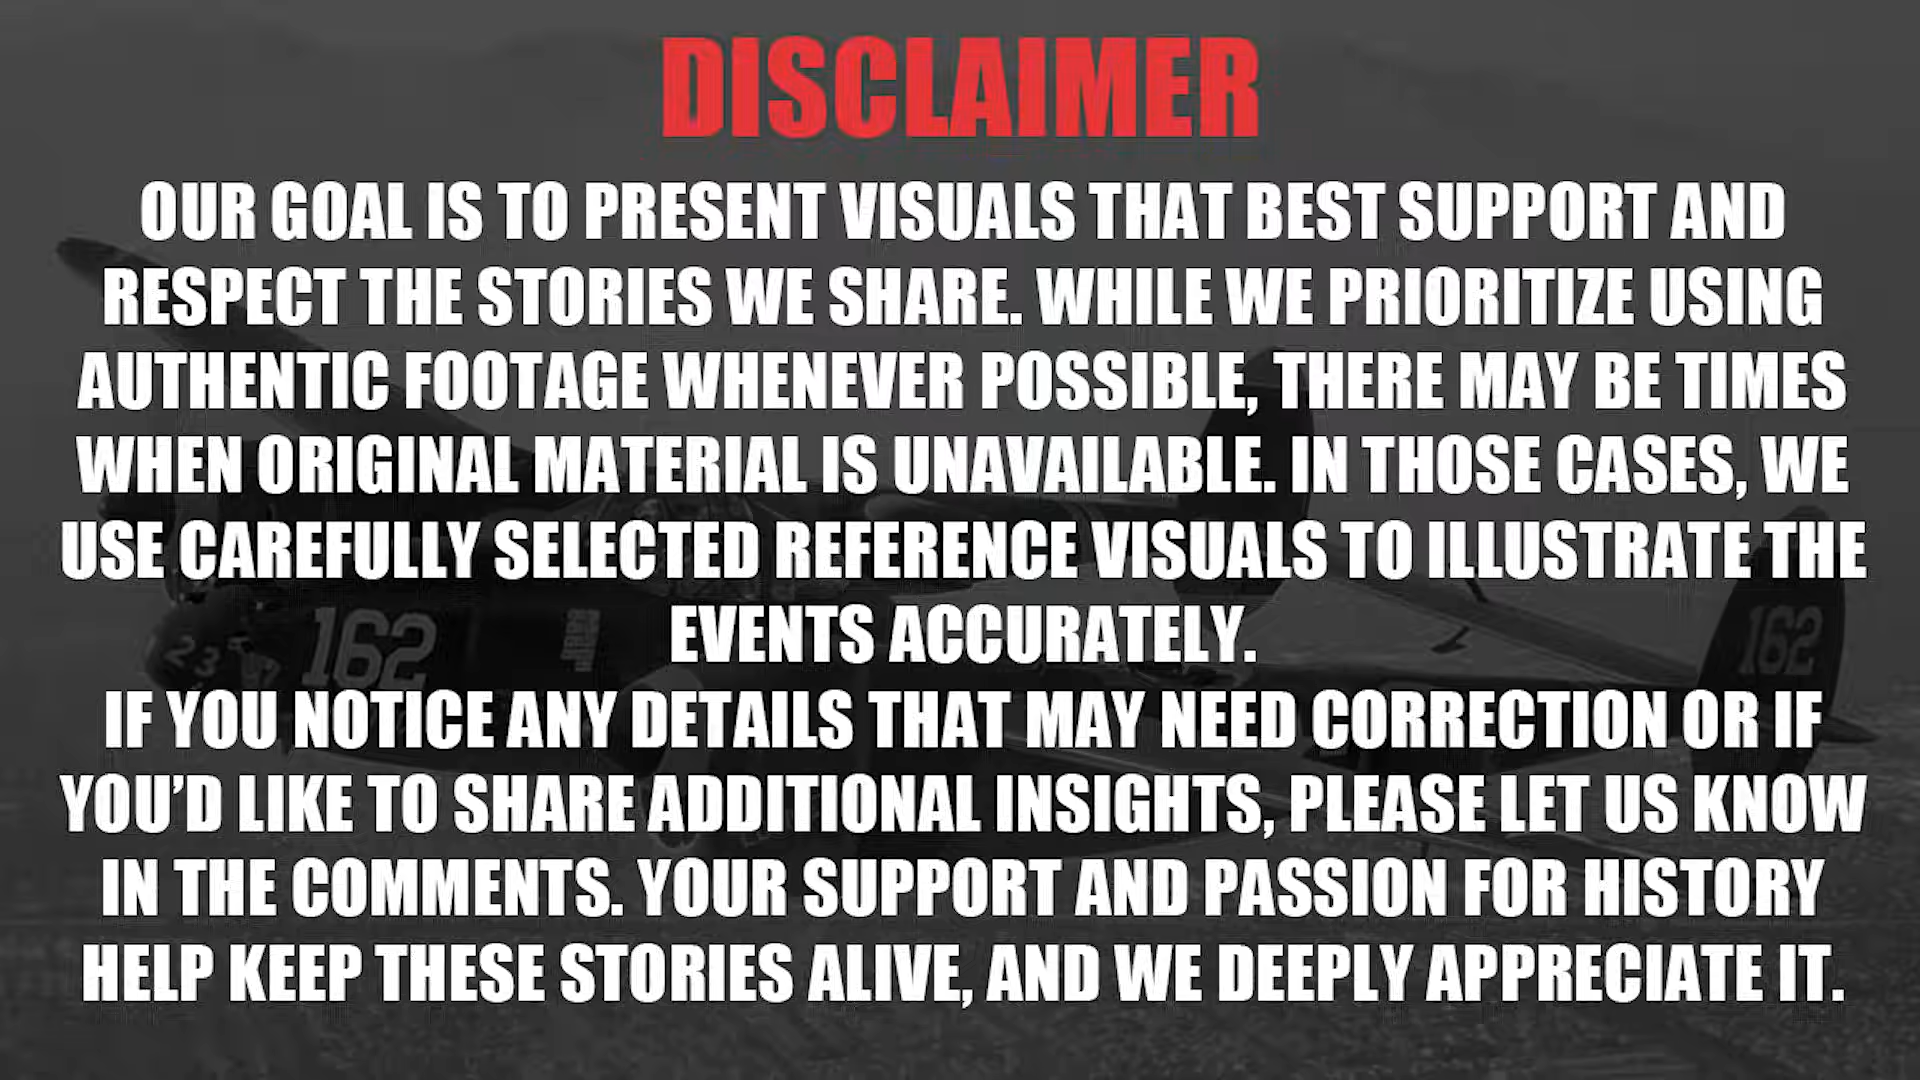 DISCLAIMER
OUR GOAL IS TO PRESENT VISUALS THAT BEST SUPPORT AND
RESPECT THE STORIES WE SHARE. WHILE WE PRIORITIZE USING
AUTHENTIC FOOTAGE WHENEVER POSSIBLE, THERE MAY BE TIMES
WHEN ORIGINAL MATERIAL IS UNAVAILABLE. IN THOSE CASES, WE
USE CAREFULLY SELECTED REFERENCE VISUALS TO ILLUSTRATE THE
EVENTS ACCURATELY.
IF YOU NOTICE ANY DETAILS THAT MAY NEED CORRECTION OR IF
YOU’D LIKE TO SHARE ADDITIONAL INSIGHTS, PLEASE LET US KNOW
IN THE COMMENTS. YOUR SUPPORT AND PASSION FOR HISTORY
HELP KEEP THESE STORIES ALIVE, AND WE DEEPLY APPRECIATE IT.
23
162
162